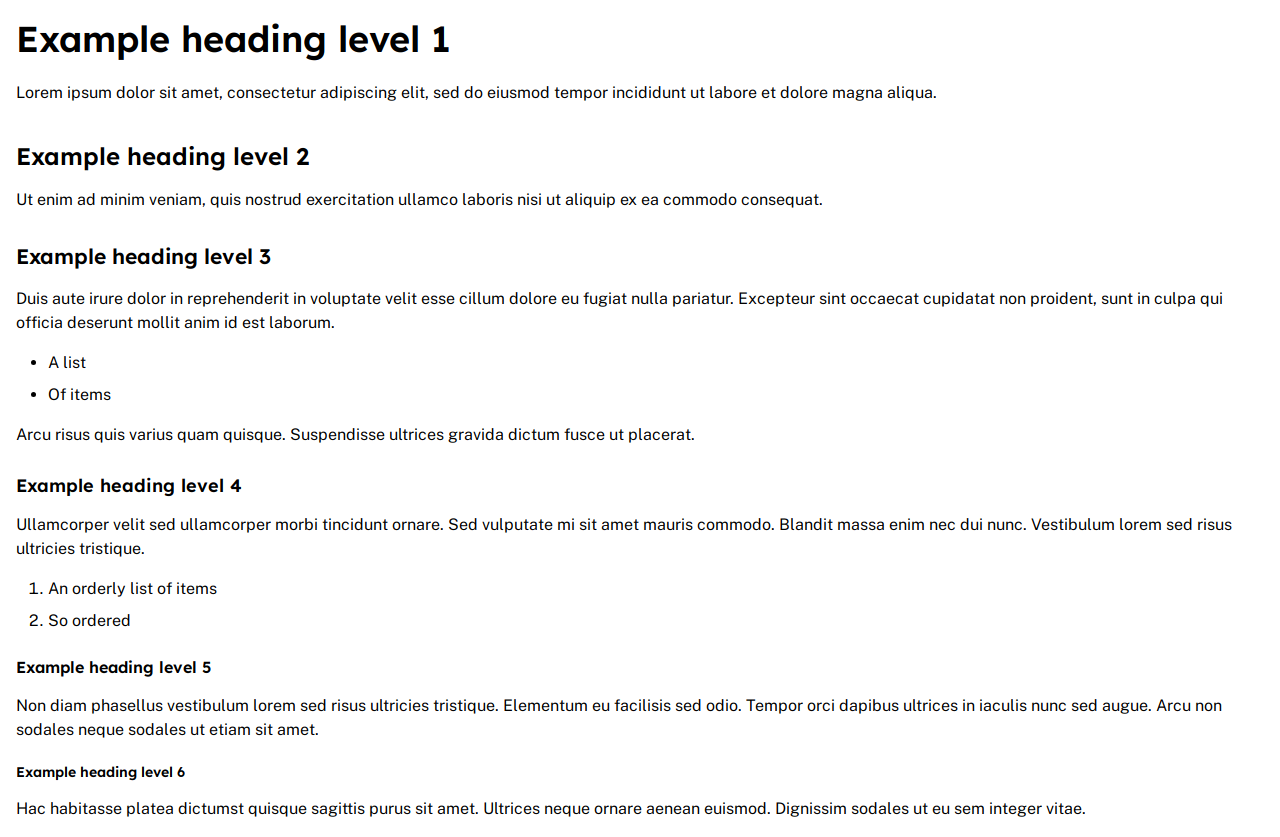 Example heading level 1
Lorem ipsum dolor sit amet, consectetur adipiscing elit, sed do eiusmod tempor incididunt ut labore et dolore magna aliqua.
Example heading level 2
Ut enim ad minim veniam, quis nostrud exercitation ullamco laboris nisi ut aliquip ex ea commodo consequat.
Example heading level 3
Duis aute irure dolor in reprehenderit in voluptate velit esse cillum dolore eu fugiat nulla pariatur. Excepteur sint occaecat cupidatat non proident, sunt in culpa qui
officia deserunt mollit anim id est laborum.
• A list
• Of items
Arcu risus quis varius quam quisque. Suspendisse ultrices gravida dictum fusce ut placerat.
Example heading level 4
Ullamcorper velit sed ullamcorper morbi tincidunt ornare. Sed vulputate mi sit amet mauris commodo. Blandit massa enim nec dui nunc. Vestibulum lorem sed risus
ultricies tristique.
1. An orderly list of items
2. So ordered
Example heading level 5
Non diam phasellus vestibulum lorem sed risus ultricies tristique. Elementum eu facilisis sed odio. Tempor orci dapibus ultrices in iaculis nunc sed augue. Arcu non
sodales neque sodales ut etiam sit amet.
Example heading level 6
Hac habitasse platea dictumst quisque sagittis purus sit amet. Ultrices neque ornare aenean euismod. Dignissim sodales ut eu sem integer vitae.